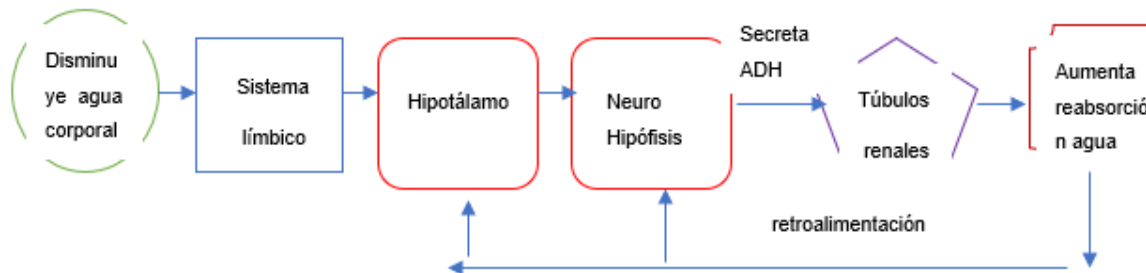 Disminu
ye agua
corporal
Sistema
límbico
Hipotálamo
Neuro
Hipófisis
Secreta
ADH
Túbulos
renales
Aumenta
reabsorció
n agua
retroalimentación